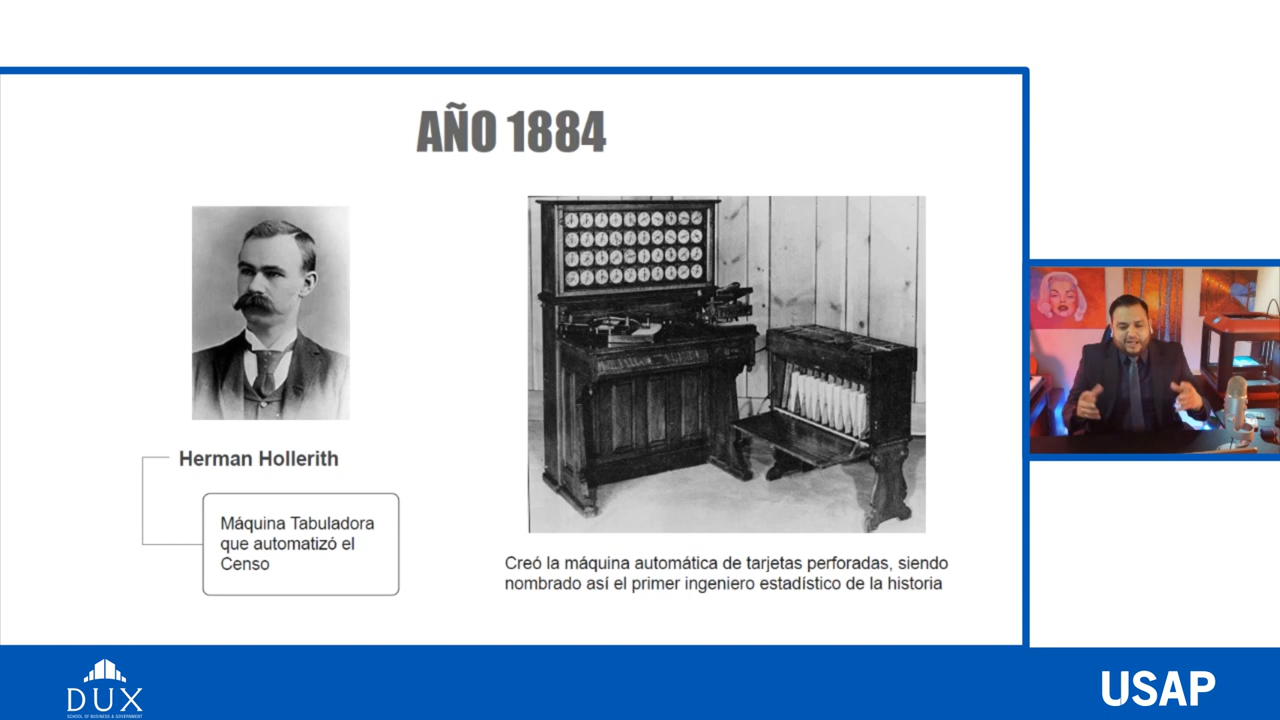 AÑO 1884
Herman Hollerith
Máquina Tabuladora
que automatizó el
Censo
Creó la máquina automática de tarjetas perforadas, siendo
nombrado así el primer ingeniero estadístico de la historia
DUX
SCHOOL OF BUSINESS & GOVERNMENT
USAP